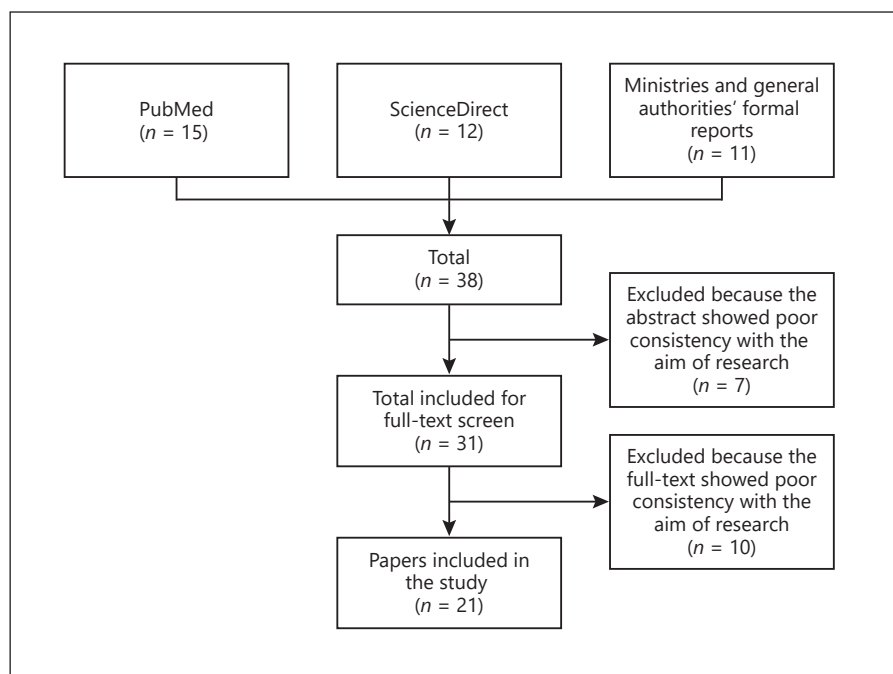 PubMed
(n = 15)
ScienceDirect
(n = 12)
Ministries and general
authorities‘ formal
reports
(n = 11)
Total
(n = 38)
Excluded because the
abstract showed poor
consistency with the
aim of research
(n = 7)
Total included for
full-text screen
(n = 31)
Excluded because the
full-text showed poor
consistency with the
aim of research
(n = 10)
Papers included in
the study
(n = 21)